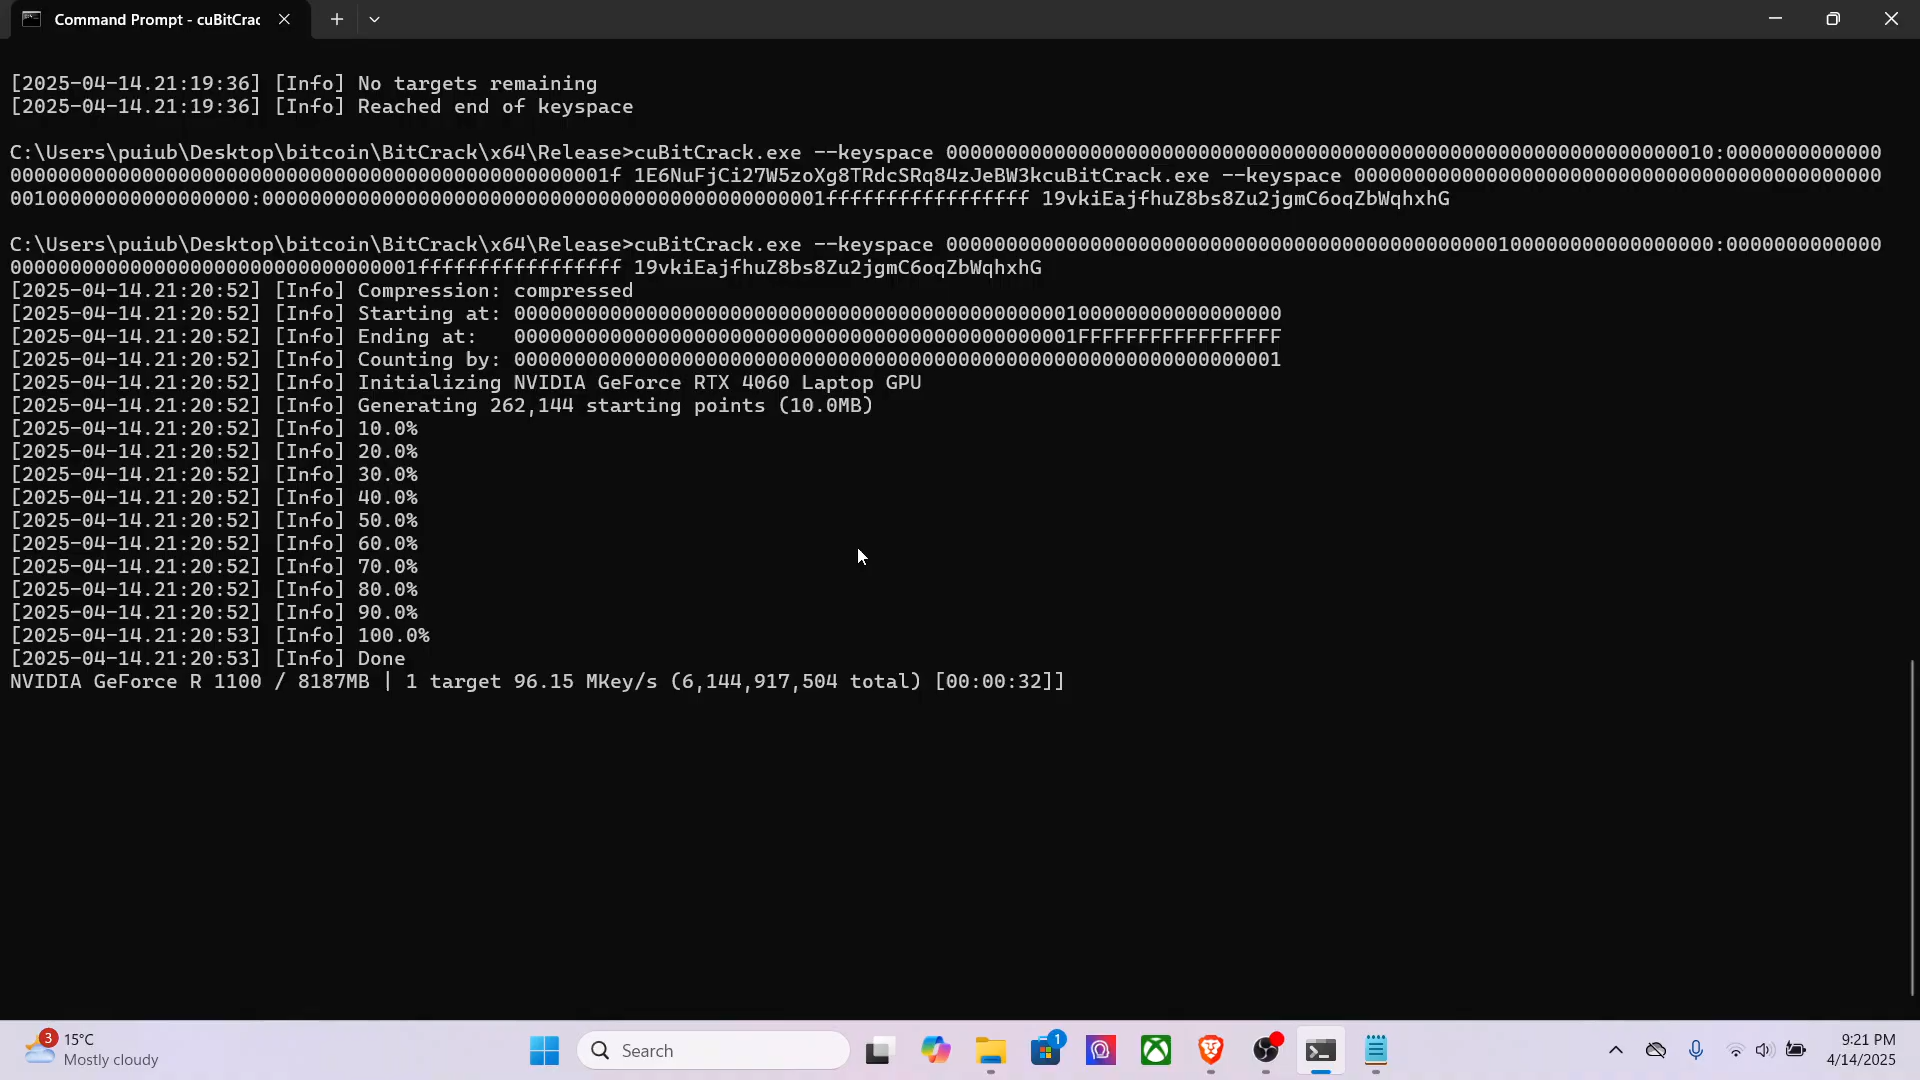 Command Prompt - cuBitCrac
[2025-04-14.21:19:36] [Info] No targets remaining
[2025-04-14.21:19:36] [Info] Reached end of keyspace
C:\Users\puiub\Desktop\bitcoin\BitCrack\x64\Release>cuBitCrack.exe --keyspace 0000000000000000000000000000000000000000000000000000000000000010:0000000000000
0000000000000000000000000000000000000000000000000001f 1E6NuFjCi27W5zoXg8TRdcSRq84zJeBW3kcuBitCrack.exe --keyspace 00000000000000000000000000000000000000000000
00100000000000000000:00000000000000000000000000000000000000000000001fffffffffffffffff 19vkiEajfhuZ8bs8Zu2jgmC6oqZbWqhxhG
C:\Users\puiub\Desktop\bitcoin\BitCrack\x64\Release>cuBitCrack.exe --keyspace 0000000000000000000000000000000000000000000000100000000000000000:0000000000000
0000000000000000000000000000000001fffffffffffffffff 19vkiEajfhuZ8bs8Zu2jgmC6oqZbWqhxhG
[2025-04-14.21:20:52] [Info] Compression: compressed
[2025-04-14.21:20:52] [Info] Starting at: 0000000000000000000000000000000000000000000000100000000000000000
[2025-04-14.21:20:52] [Info] Ending at:   00000000000000000000000000000000000000000000001FFFFFFFFFFFFFFFFF
[2025-04-14.21:20:52] [Info] Counting by: 0000000000000000000000000000000000000000000000000000000000000001
[2025-04-14.21:20:52] [Info] Initializing NVIDIA GeForce RTX 4060 Laptop GPU
[2025-04-14.21:20:52] [Info] Generating 262,144 starting points (10.0MB)
[2025-04-14.21:20:52] [Info] 10.0%
[2025-04-14.21:20:52] [Info] 20.0%
[2025-04-14.21:20:52] [Info] 30.0%
[2025-04-14.21:20:52] [Info] 40.0%
[2025-04-14.21:20:52] [Info] 50.0%
[2025-04-14.21:20:52] [Info] 60.0%
[2025-04-14.21:20:52] [Info] 70.0%
[2025-04-14.21:20:52] [Info] 80.0%
[2025-04-14.21:20:52] [Info] 90.0%
[2025-04-14.21:20:53] [Info] 100.0%
[2025-04-14.21:20:53] [Info] Done
NVIDIA GeForce R 1100 / 8187MB | 1 target 96.15 MKey/s (6,144,917,504 total) [00:00:32]]
3
15°C
Mostly cloudy
Search
1
9:21 PM
4/14/2025